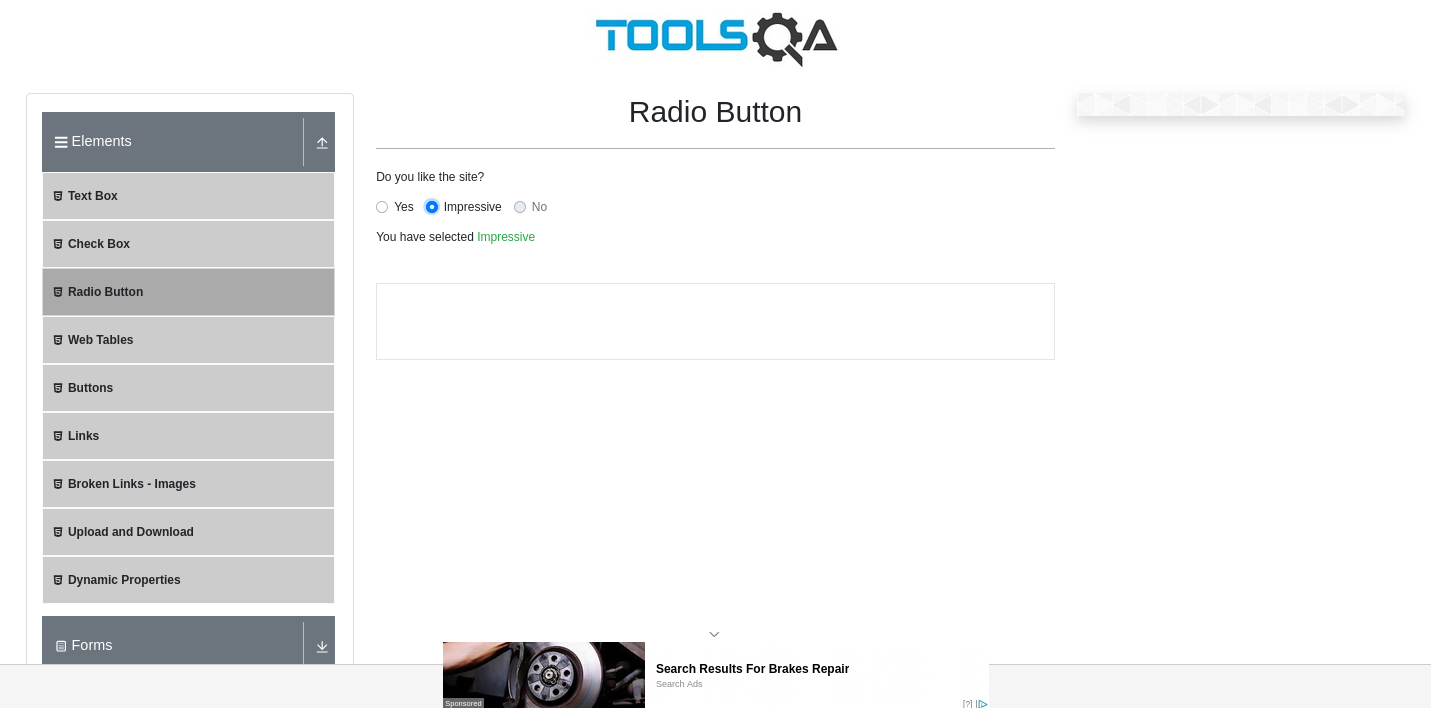 TOOLSQA
Elements
Text Box
Check Box
Radio Button
Web Tables
Buttons
Links
Broken Links - Images
Upload and Download
Dynamic Properties
Forms
Radio Button
Do you like the site?
Yes Impressive No
You have selected Impressive
Search Results For Brakes Repair
Search Ads
Sponsored
[?]